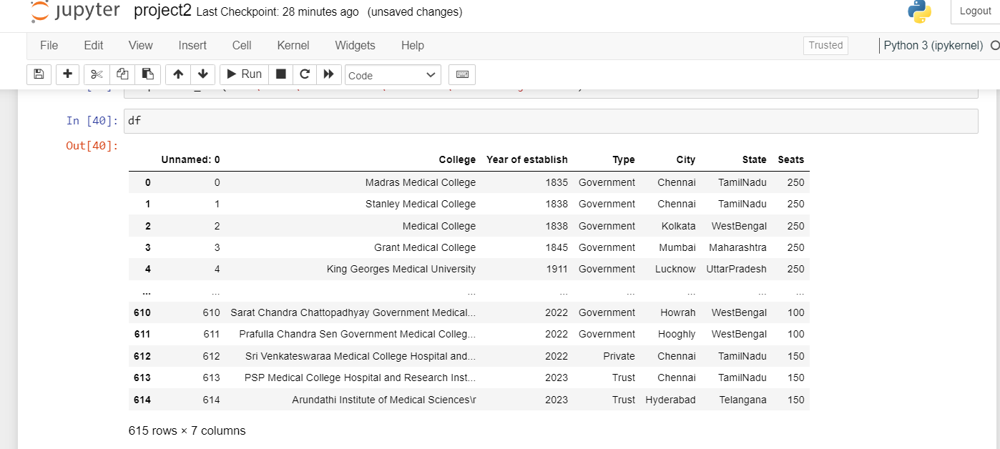 jupyter project2 Last Checkpoint: 28 minutes ago (unsaved changes) Logout
File Edit View Insert Cell Kernel Widgets Help Trusted Python 3 (ipykernel)
Run Code
In [40]: df
Out[40]:
Unnamed: 0 College Year of establish Type City State Seats
0 0 Madras Medical College 1835 Government Chennai TamilNadu 250
1 1 Stanley Medical College 1838 Government Chennai TamilNadu 250
2 2 Medical College 1838 Government Kolkata WestBengal 250
3 3 Grant Medical College 1845 Government Mumbai Maharashtra 250
4 4 King Georges Medical University 1911 Government Lucknow UttarPradesh 250
... ... ... ... ... ... ... ...
610 610 Sarat Chandra Chattopadhyay Government Medical... 2022 Government Howrah WestBengal 100
611 611 Prafulla Chandra Sen Government Medical Colleg... 2022 Government Hooghly WestBengal 100
612 612 Sri Venkateswaraa Medical College Hospital and... 2022 Private Chennai TamilNadu 150
613 613 PSP Medical College Hospital and Research Inst... 2023 Trust Chennai TamilNadu 150
614 614 Arundathi Institute of Medical Sciences\r 2023 Trust Hyderabad Telangana 150
615 rows × 7 columns